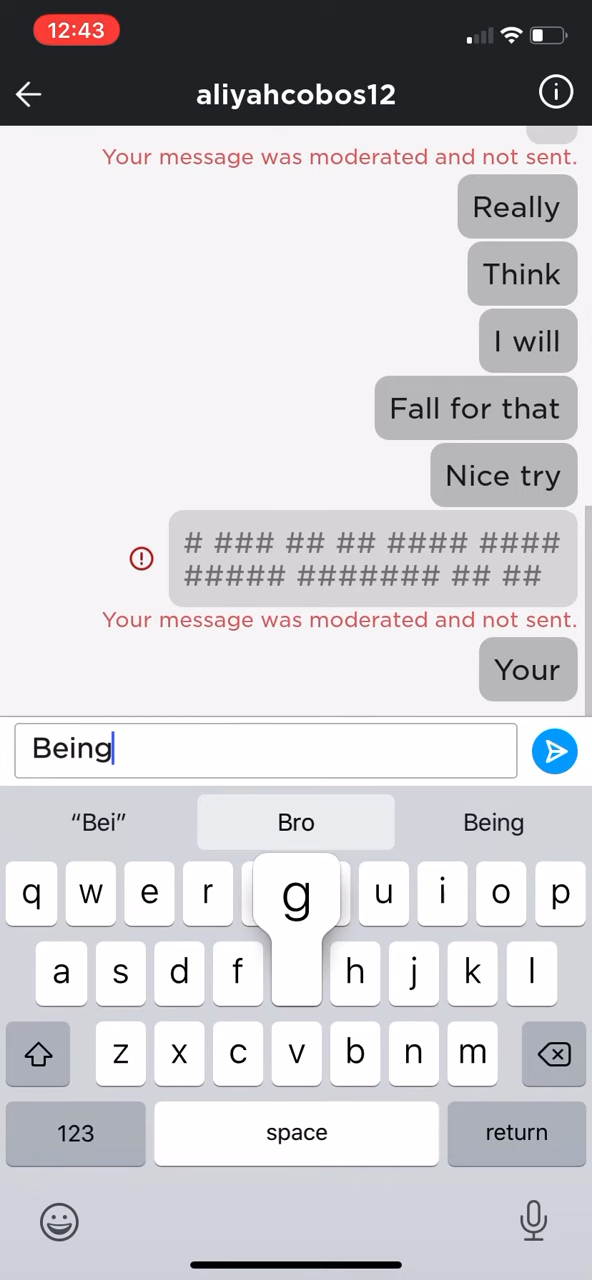 12:43
aliyahcobos12
Your message was moderated and not sent.
Really
Think
I will
Fall for that
Nice try
# ### ## ## #### ####
##### ####### ## ##
Your message was moderated and not sent.
Your
Being
“Bei” Bro Being
q w e r g u i o p
a s d f h j k l
z x c v b n m
123 space return